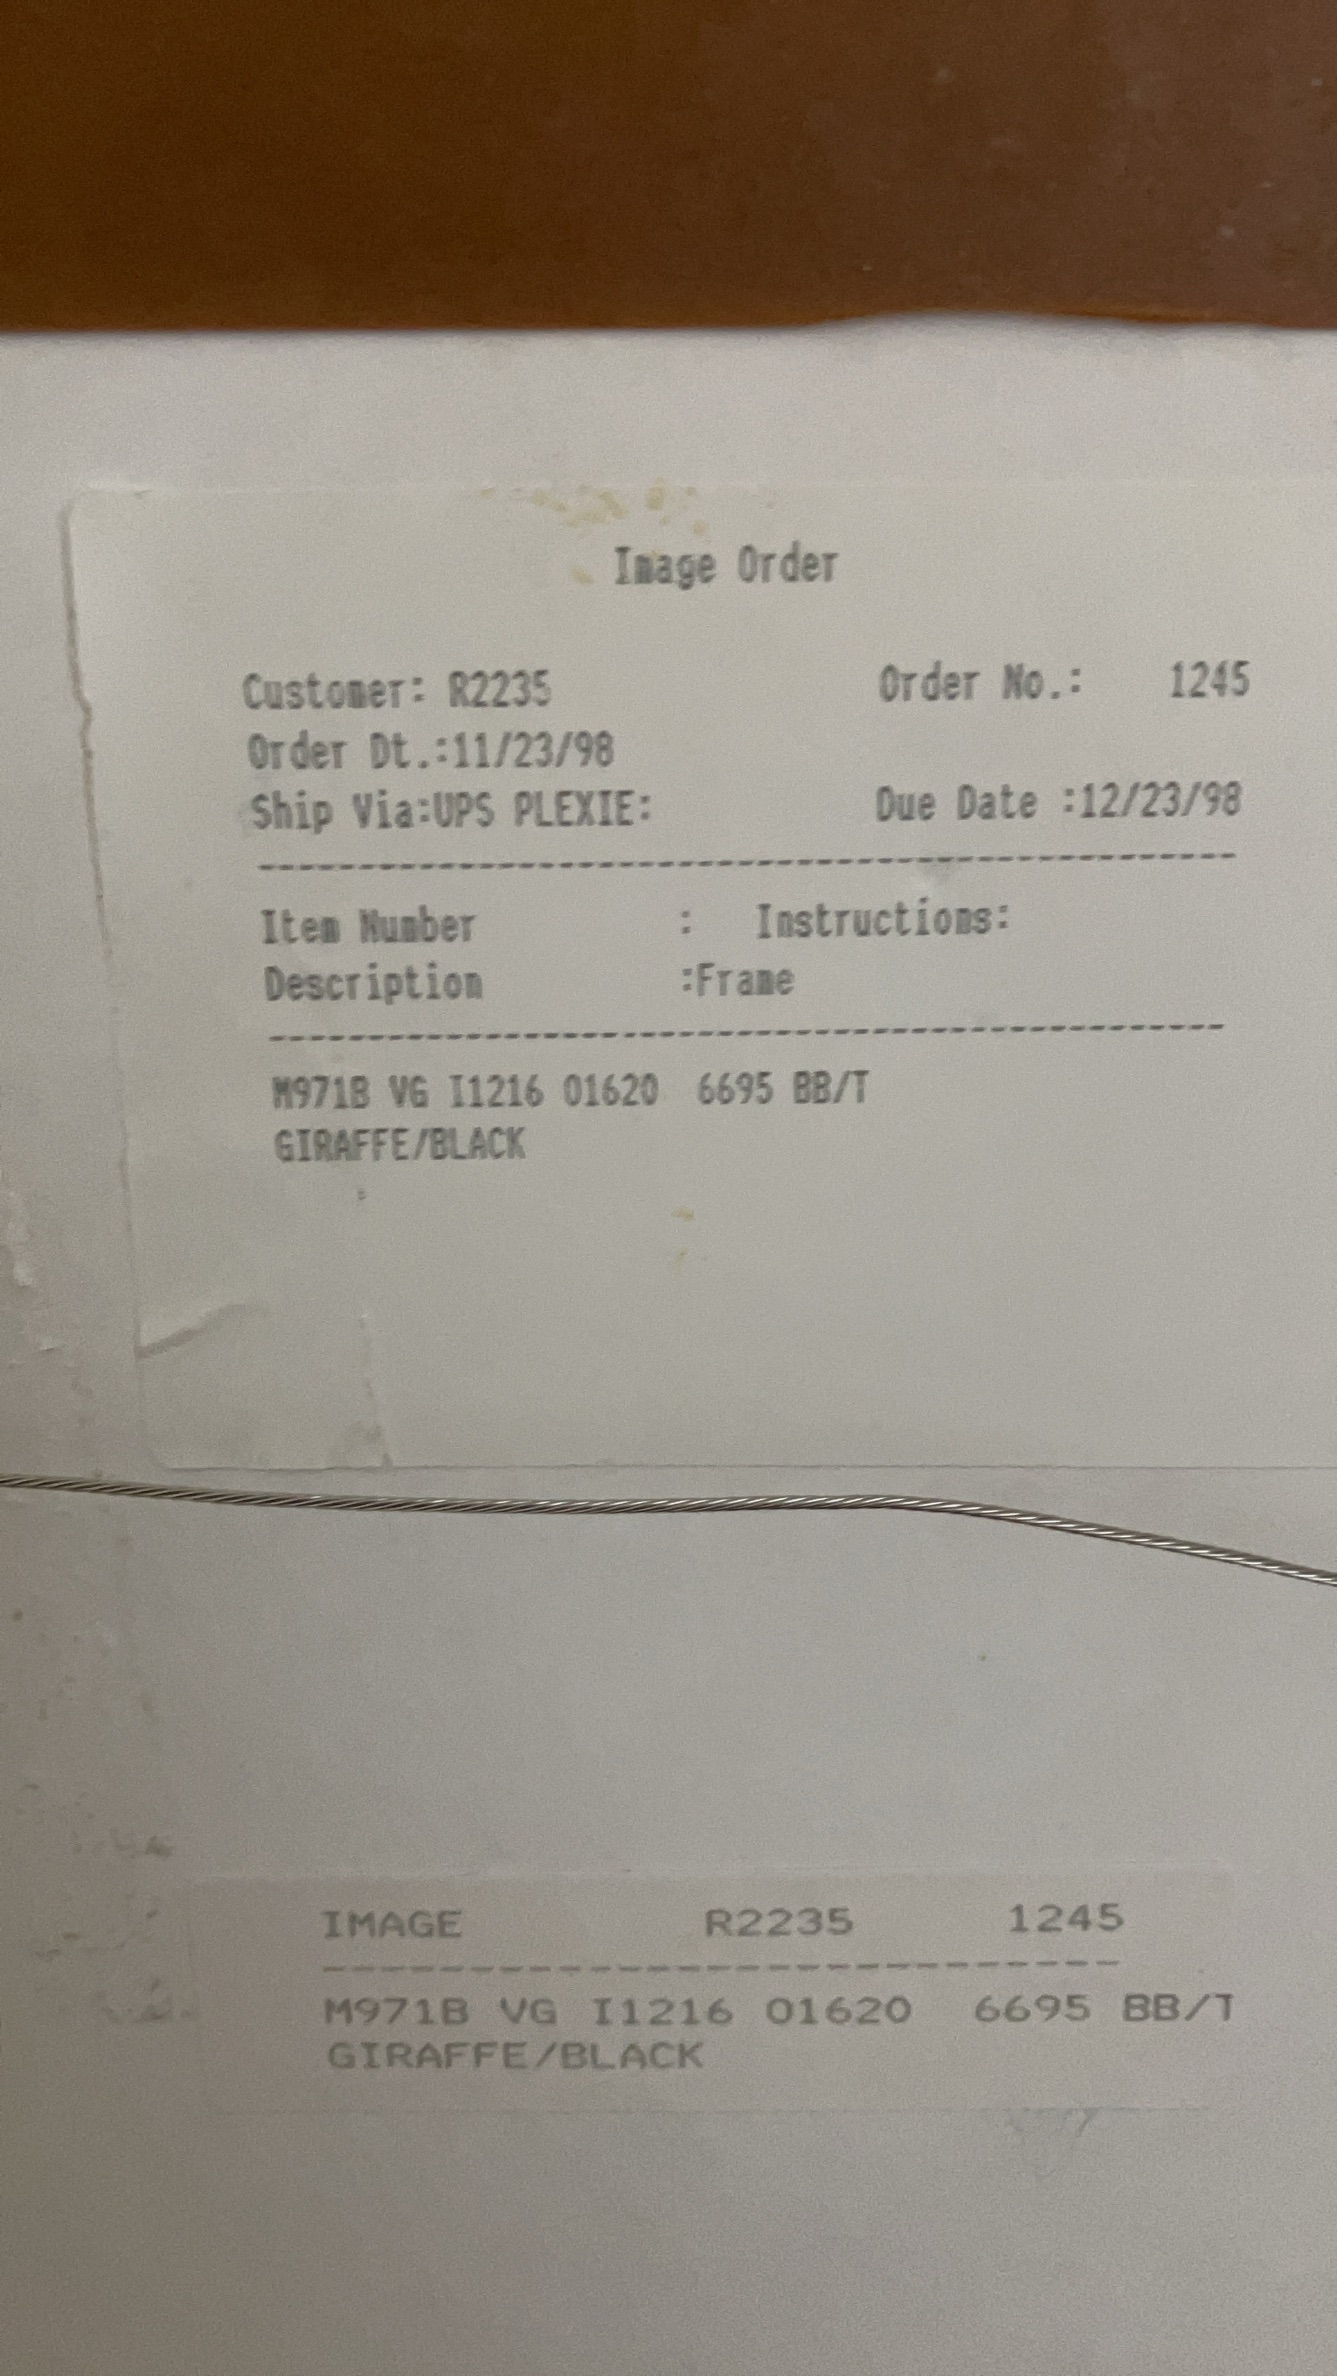 Image Order
Customer: R2235 Order No.: 1245
Order Dt.:11/23/98
Ship Via:UPS PLEXIE: Due Date :12/23/98
Item Number : Instructions:
Description :Frame
M971B VG I1216 01620 6695 BB/T
GIRAFFE/BLACK
IMAGE R2235 1245
M971B VG I1216 01620 6695 BB/T
GIRAFFE/BLACK